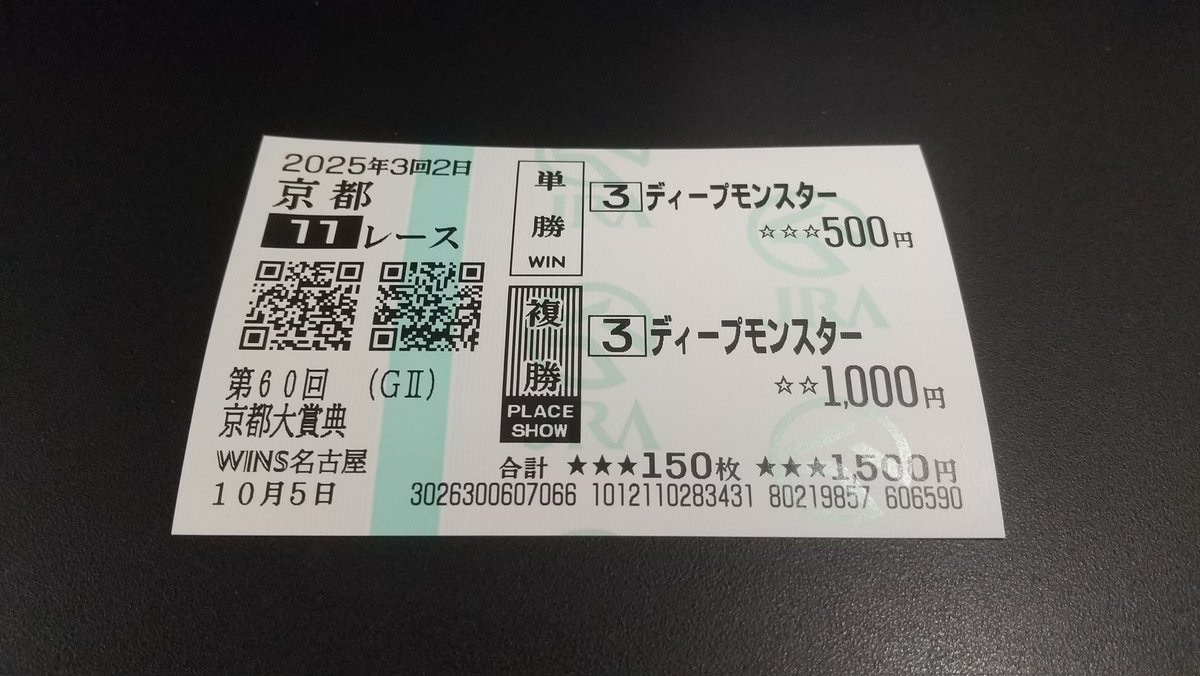 2025年3回2日
京都
11レース
第60回 (GⅡ)
京都大賞典
WINS名古屋
10月5日
単勝
WIN
3 ディープモンスター
☆☆☆500円
複勝
PLACE
SHOW
3 ディープモンスター
☆☆1,000円
合計 ★★★150枚 ★★★1,500円
3026300607066 1012110283431 80219857 606590
JRA
JRA
JRA